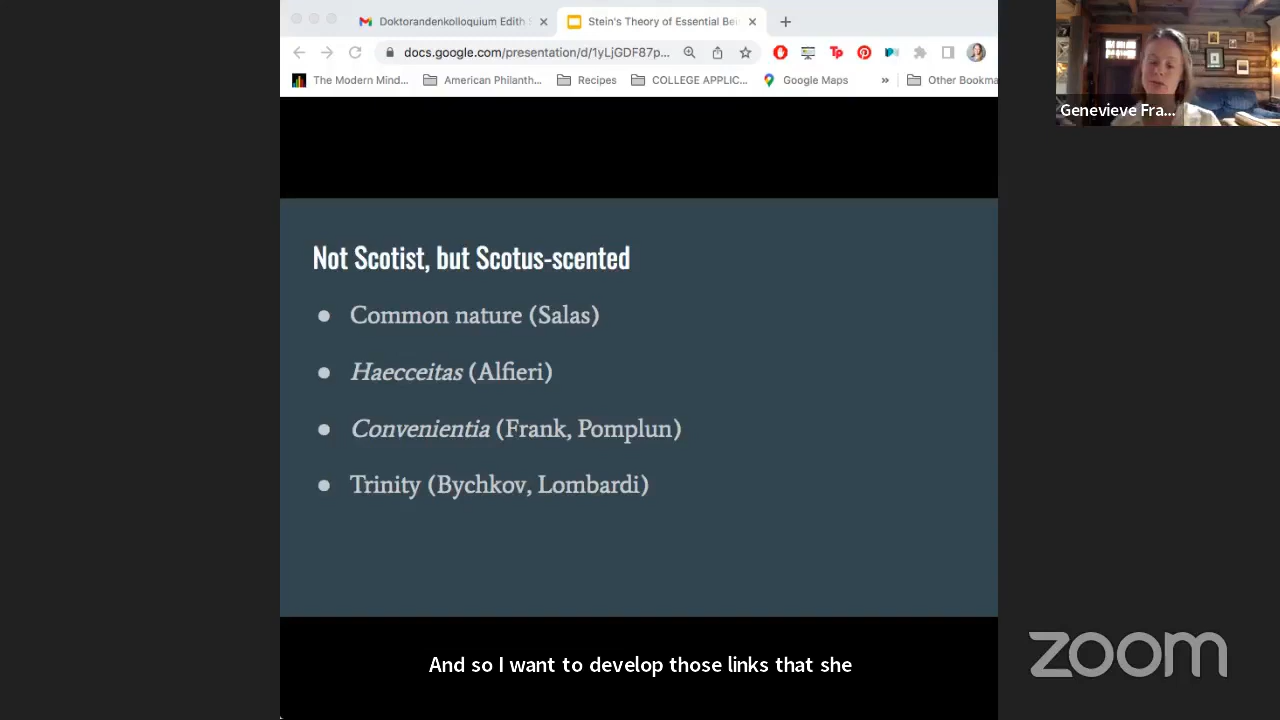 Doktorandenkolloquium Edith
Stein's Theory of Essential Bei
docs.google.com/presentation/d/1yLjGDF87p...
The Modern Mind...
American Philanth...
Recipes
COLLEGE APPLIC...
Google Maps
»
Other Bookma
Genevieve Fra...
Not Scotist, but Scotus-scented
● Common nature (Salas)
● Haecceitas (Alfieri)
● Convenientia (Frank, Pomplun)
● Trinity (Bychkov, Lombardi)
And so I want to develop those links that she
zoom